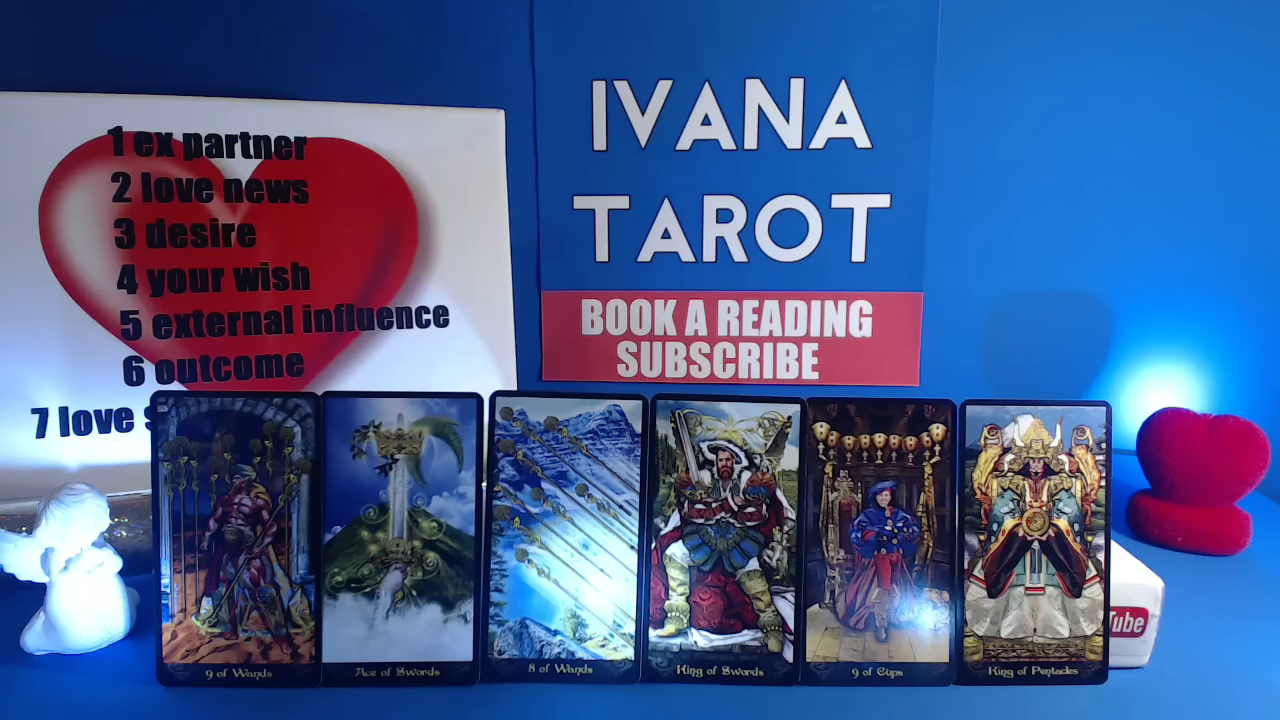 1 ex partner
2 love news
3 desire
4 your wish
5 external influence
6 outcome
7 love
IVANA
TAROT
BOOK A READING
SUBSCRIBE
9 of Wands
Ace of Swords
8 of Wands
King of Swords
9 of Cups
King of Pentacles
Tube